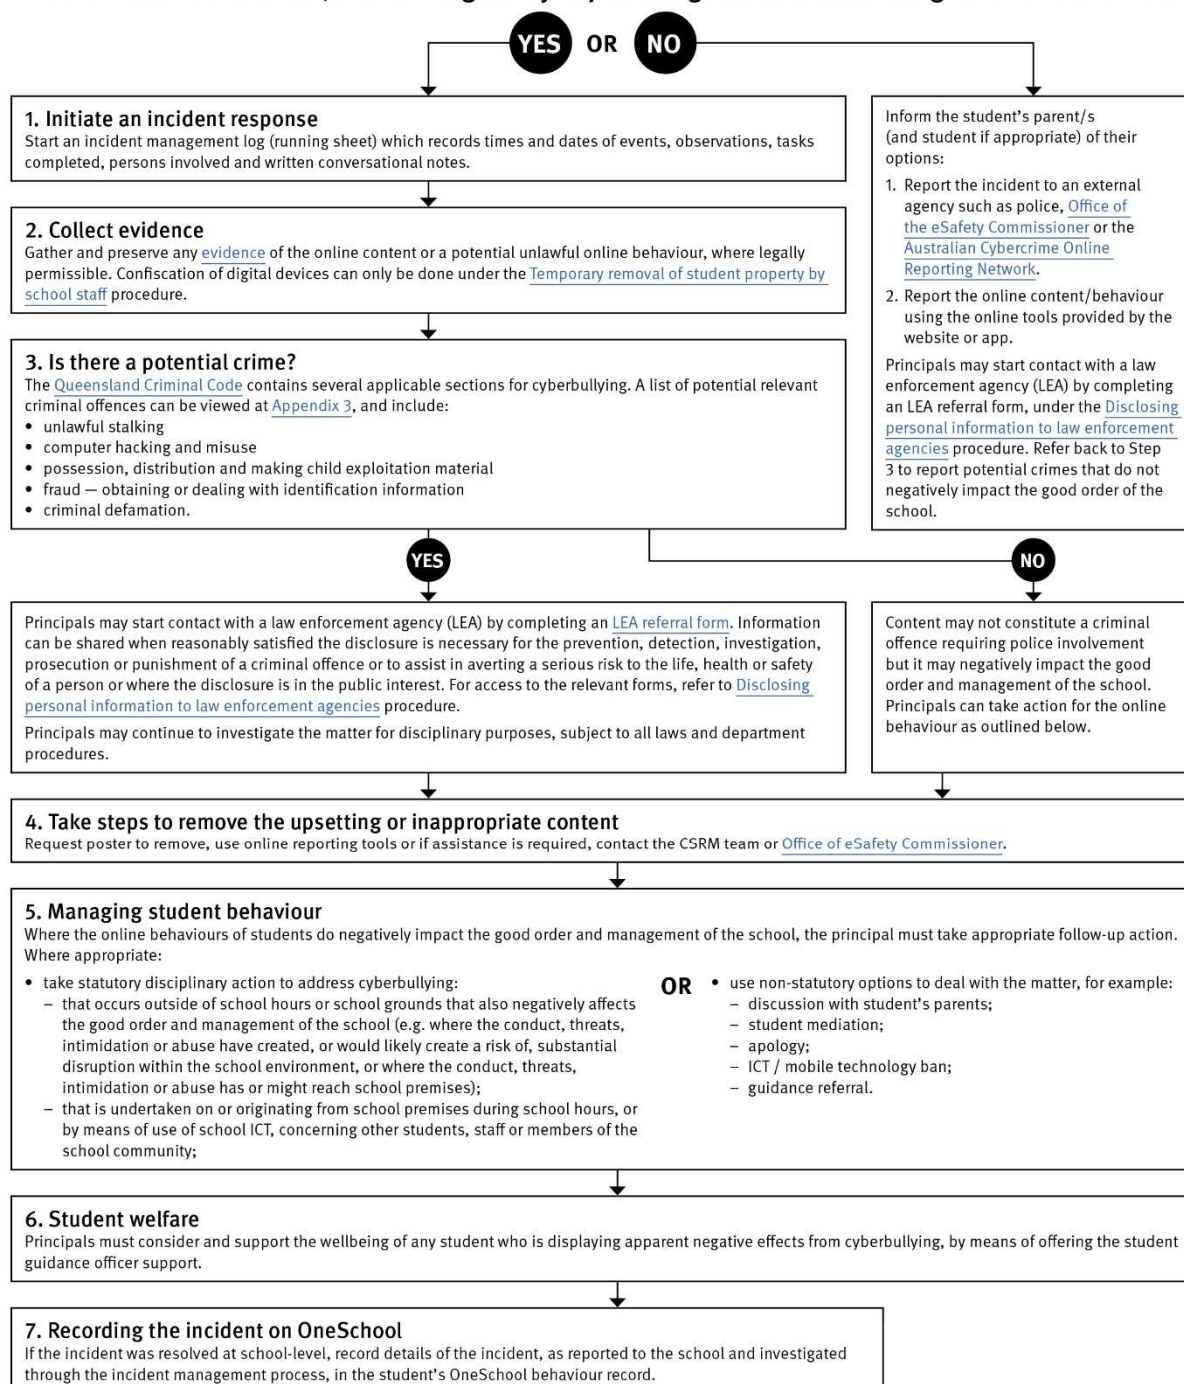 YES OR NO
1. Initiate an incident response
Start an incident management log (running sheet) which records times and dates of events, observations, tasks
completed, persons involved and written conversational notes.
2. Collect evidence
Gather and preserve any evidence of the online content or a potential unlawful online behaviour, where legally
permissible. Confiscation of digital devices can only be done under the Temporary removal of student property by
school staff procedure.
3. Is there a potential crime?
The Queensland Criminal Code contains several applicable sections for cyberbullying. A list of potential relevant
criminal offences can be viewed at Appendix 3, and include:
• unlawful stalking
• computer hacking and misuse
• possession, distribution and making child exploitation material
• fraud — obtaining or dealing with identification information
• criminal defamation.
Inform the student's parent/s
(and student if appropriate) of their
options:
1. Report the incident to an external
agency such as police, Office of
the eSafety Commissioner or the
Australian Cybercrime Online
Reporting Network.
2. Report the online content/behaviour
using the online tools provided by the
website or app.
Principals may start contact with a law
enforcement agency (LEA) by completing
an LEA referral form, under the Disclosing
personal information to law enforcement
agencies procedure. Refer back to Step
3 to report potential crimes that do not
negatively impact the good order of the
school.
YES
NO
Principals may start contact with a law enforcement agency (LEA) by completing an LEA referral form. Information
can be shared when reasonably satisfied the disclosure is necessary for the prevention, detection, investigation,
prosecution or punishment of a criminal offence or to assist in averting a serious risk to the life, health or safety
of a person or where the disclosure is in the public interest. For access to the relevant forms, refer to Disclosing
personal information to law enforcement agencies procedure.
Principals may continue to investigate the matter for disciplinary purposes, subject to all laws and department
procedures.
Content may not constitute a criminal
offence requiring police involvement
but it may negatively impact the good
order and management of the school.
Principals can take action for the online
behaviour as outlined below.
4. Take steps to remove the upsetting or inappropriate content
Request poster to remove, use online reporting tools or if assistance is required, contact the CSRM team or Office of eSafety Commissioner.
5. Managing student behaviour
Where the online behaviours of students do negatively impact the good order and management of the school, the principal must take appropriate follow-up action.
Where appropriate:
• take statutory disciplinary action to address cyberbullying:
– that occurs outside of school hours or school grounds that also negatively affects
the good order and management of the school (e.g. where the conduct, threats,
intimidation or abuse have created, or would likely create a risk of, substantial
disruption within the school environment, or where the conduct, threats,
intimidation or abuse has or might reach school premises);
– that is undertaken on or originating from school premises during school hours, or
by means of use of school ICT, concerning other students, staff or members of the
school community;
OR
• use non-statutory options to deal with the matter, for example:
– discussion with student's parents;
– student mediation;
– apology;
– ICT / mobile technology ban;
– guidance referral.
6. Student welfare
Principals must consider and support the wellbeing of any student who is displaying apparent negative effects from cyberbullying, by means of offering the student
guidance officer support.
7. Recording the incident on OneSchool
If the incident was resolved at school-level, record details of the incident, as reported to the school and investigated
through the incident management process, in the student's OneSchool behaviour record.